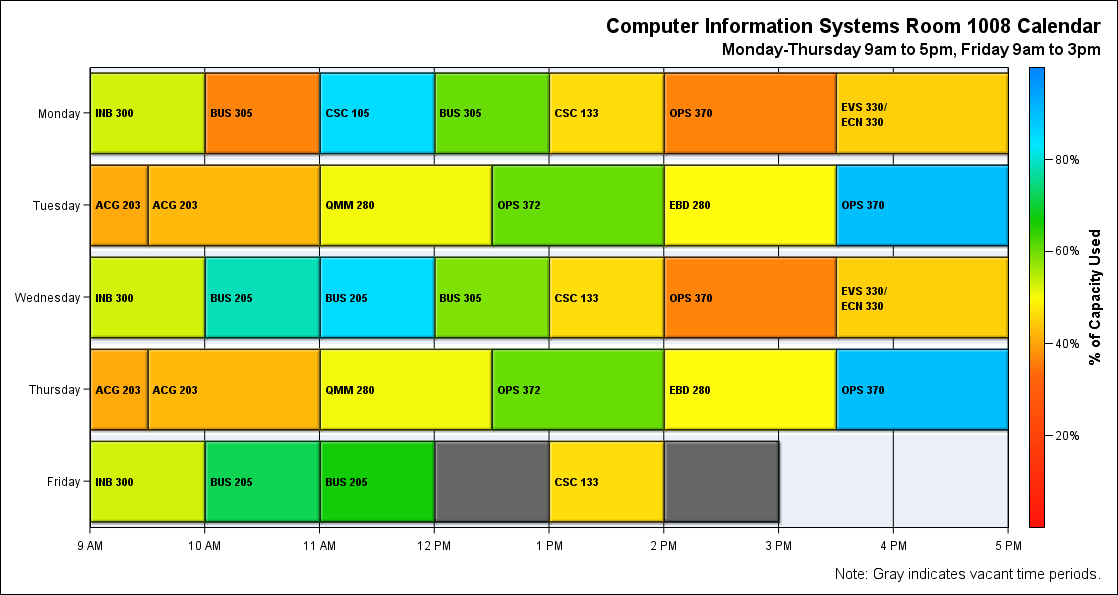 Computer Information Systems Room 1008 Calendar
Monday-Thursday 9am to 5pm, Friday 9am to 3pm
Monday
INB 300
BUS 305
CSC 105
BUS 305
CSC 133
OPS 370
EVS 330/
ECN 330
Tuesday
ACG 203
ACG 203
QMM 280
OPS 372
EBD 280
OPS 370
Wednesday
INB 300
BUS 205
BUS 205
BUS 305
CSC 133
OPS 370
EVS 330/
ECN 330
Thursday
ACG 203
ACG 203
QMM 280
OPS 372
EBD 280
OPS 370
Friday
INB 300
BUS 205
BUS 205
CSC 133
9 AM
10 AM
11 AM
12 PM
1 PM
2 PM
3 PM
4 PM
5 PM
80%
60%
40%
20%
% of Capacity Used
Note: Gray indicates vacant time periods.